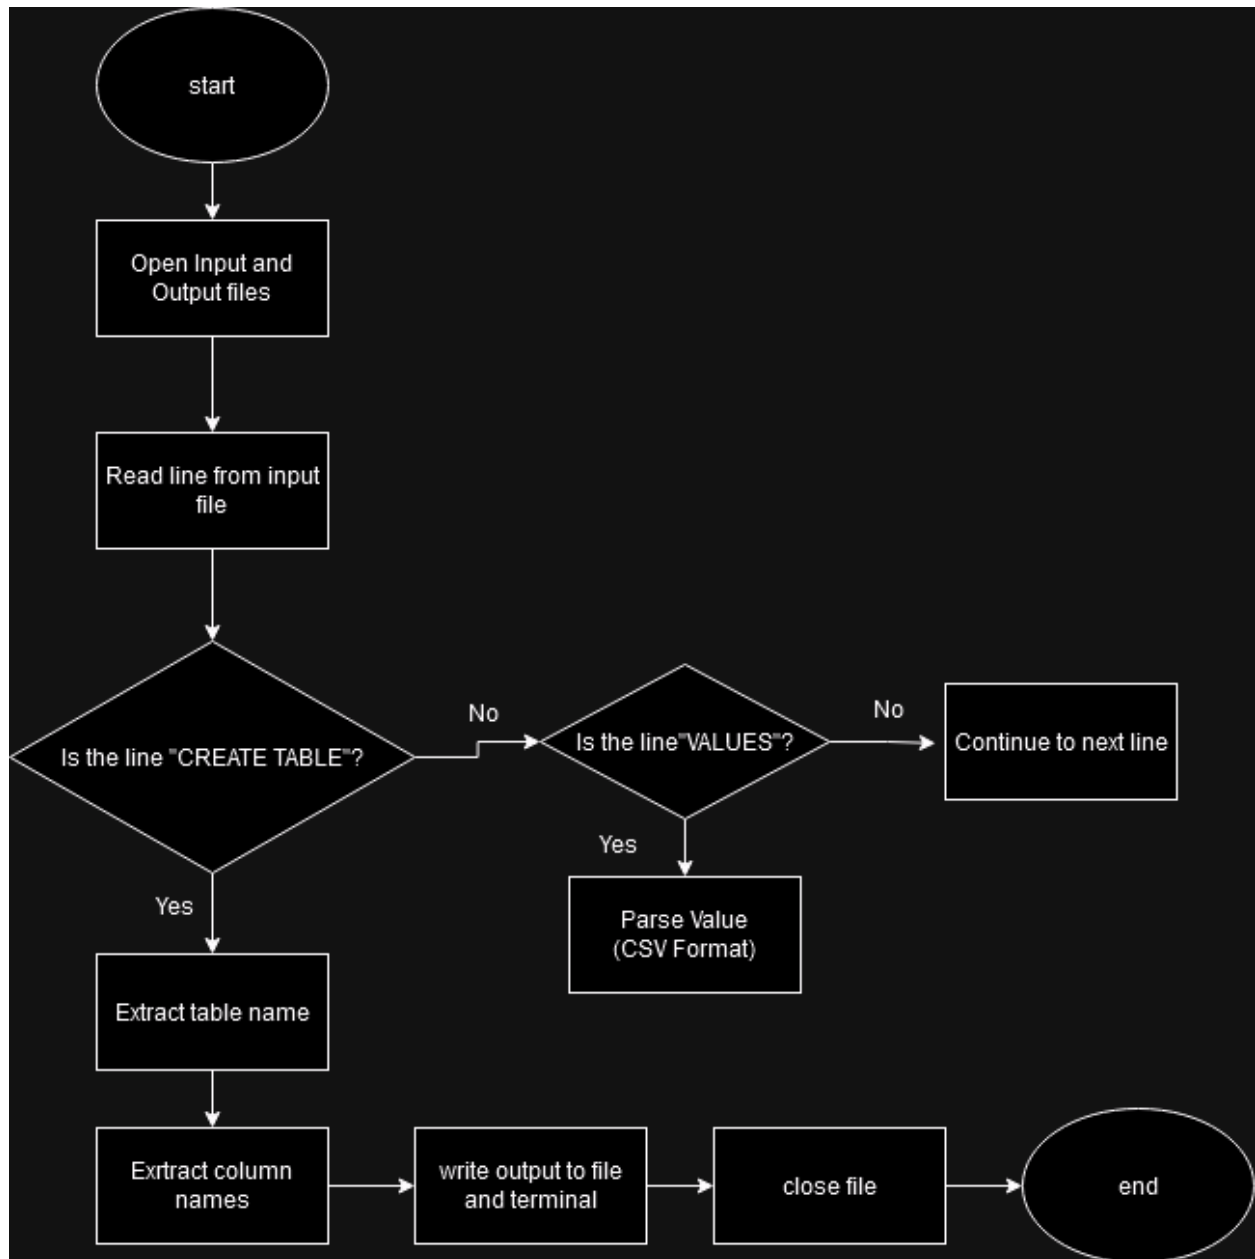 start
Open Input and
Output files
Read line from input
file
Is the line "CREATE TABLE"?
No
Is the line"VALUES"?
No
Continue to next line
Yes
Parse Value
(CSV Format)
Yes
Extract table name
Exrtract column
names
write output to file
and terminal
close file
end